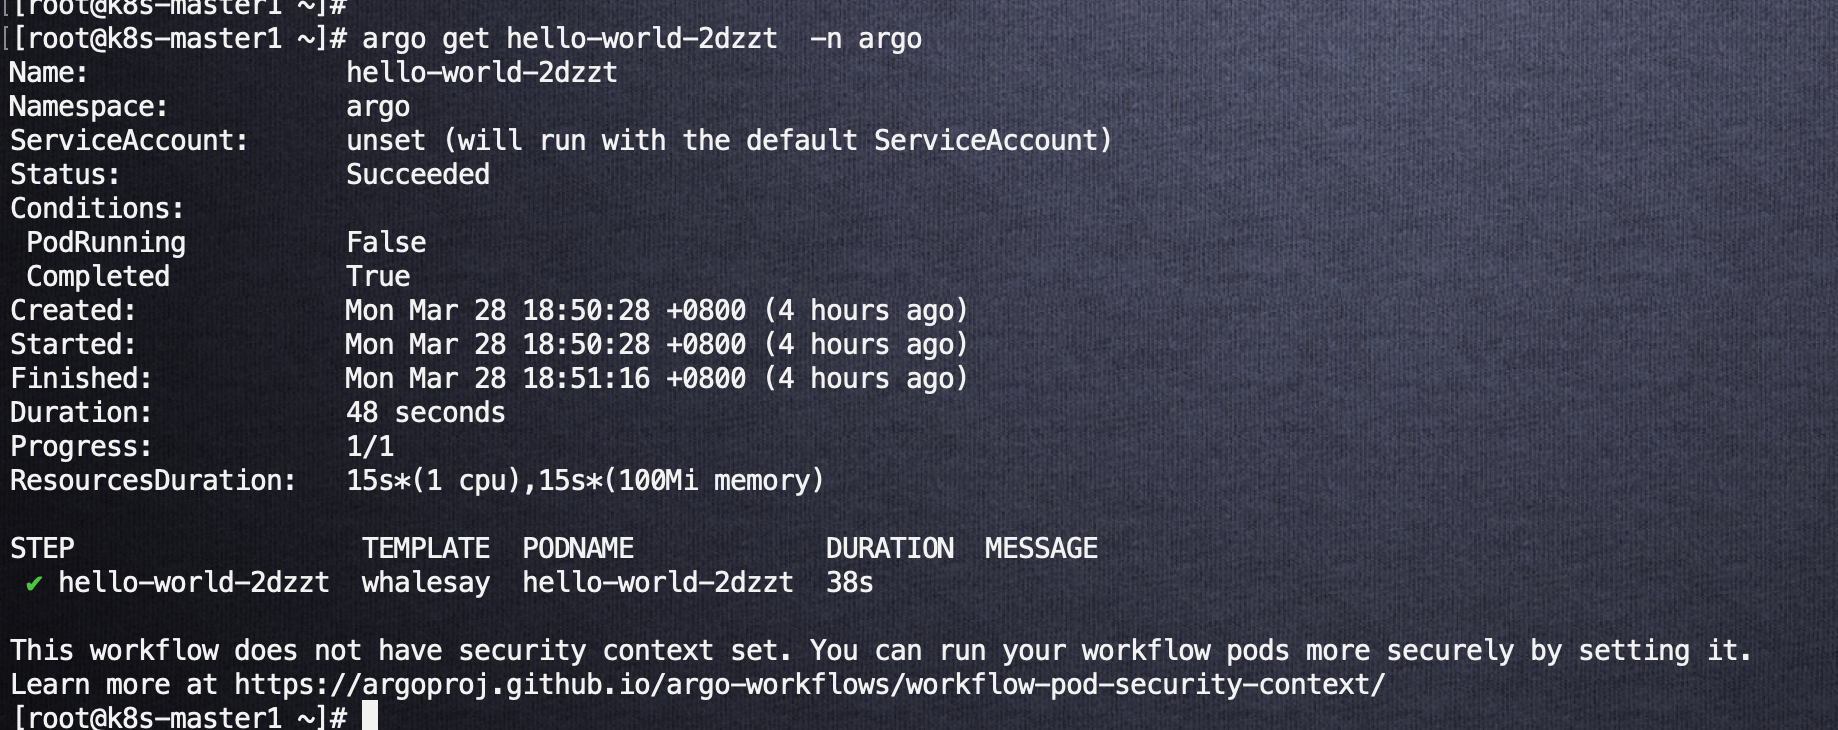 [[root@k8s-master1 ~]#
[[root@k8s-master1 ~]# argo get hello-world-2dzzt  -n argo
Name:                hello-world-2dzzt
Namespace:           argo
ServiceAccount:      unset (will run with the default ServiceAccount)
Status:              Succeeded
Conditions:
 PodRunning          False
 Completed           True
Created:             Mon Mar 28 18:50:28 +0800 (4 hours ago)
Started:             Mon Mar 28 18:50:28 +0800 (4 hours ago)
Finished:            Mon Mar 28 18:51:16 +0800 (4 hours ago)
Duration:            48 seconds
Progress:            1/1
ResourcesDuration:   15s*(1 cpu),15s*(100Mi memory)
STEP                  TEMPLATE  PODNAME            DURATION  MESSAGE
 ✔ hello-world-2dzzt  whalesay  hello-world-2dzzt  38s
This workflow does not have security context set. You can run your workflow pods more securely by setting it.
Learn more at https://argoproj.github.io/argo-workflows/workflow-pod-security-context/
[root@k8s-master1 ~]#